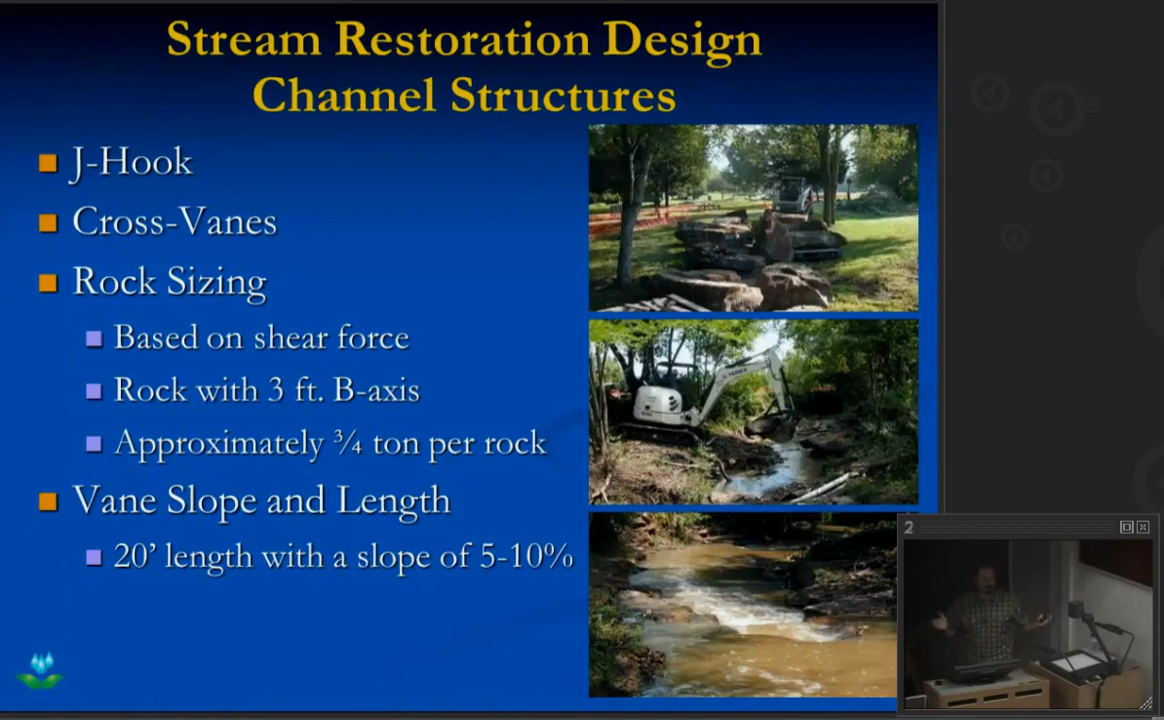 Stream Restoration Design
Channel Structures
J-Hook
Cross-Vanes
Rock Sizing
Based on shear force
Rock with 3 ft. B-axis
Approximately ¾ ton per rock
Vane Slope and Length
20’ length with a slope of 5-10%
TEREX
2